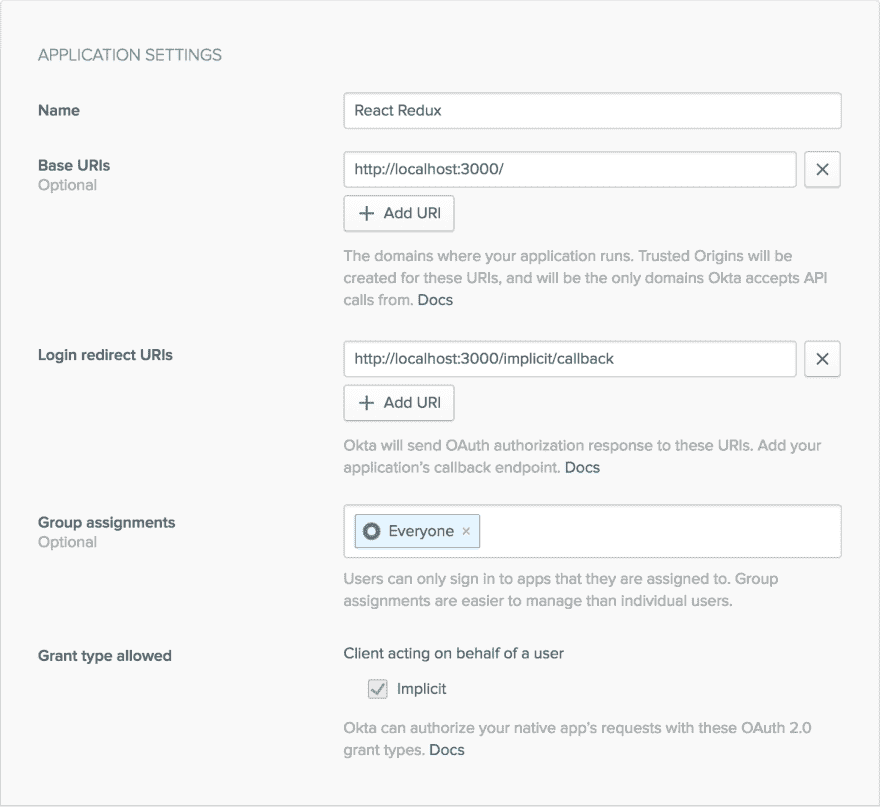 APPLICATION SETTINGS
Name
React Redux
Base URIs
Optional
http://localhost:3000/
Add URI
The domains where your application runs. Trusted Origins will be
created for these URIs, and will be the only domains Okta accepts API
calls from. Docs
Login redirect URIs
http://localhost:3000/implicit/callback
Add URI
Okta will send OAuth authorization response to these URIs. Add your
application's callback endpoint. Docs
Group assignments
Optional
Everyone
Users can only sign in to apps that they are assigned to. Group
assignments are easier to manage than individual users.
Grant type allowed
Client acting on behalf of a user
Implicit
Okta can authorize your native app's requests with these OAuth 2.0
grant types. Docs